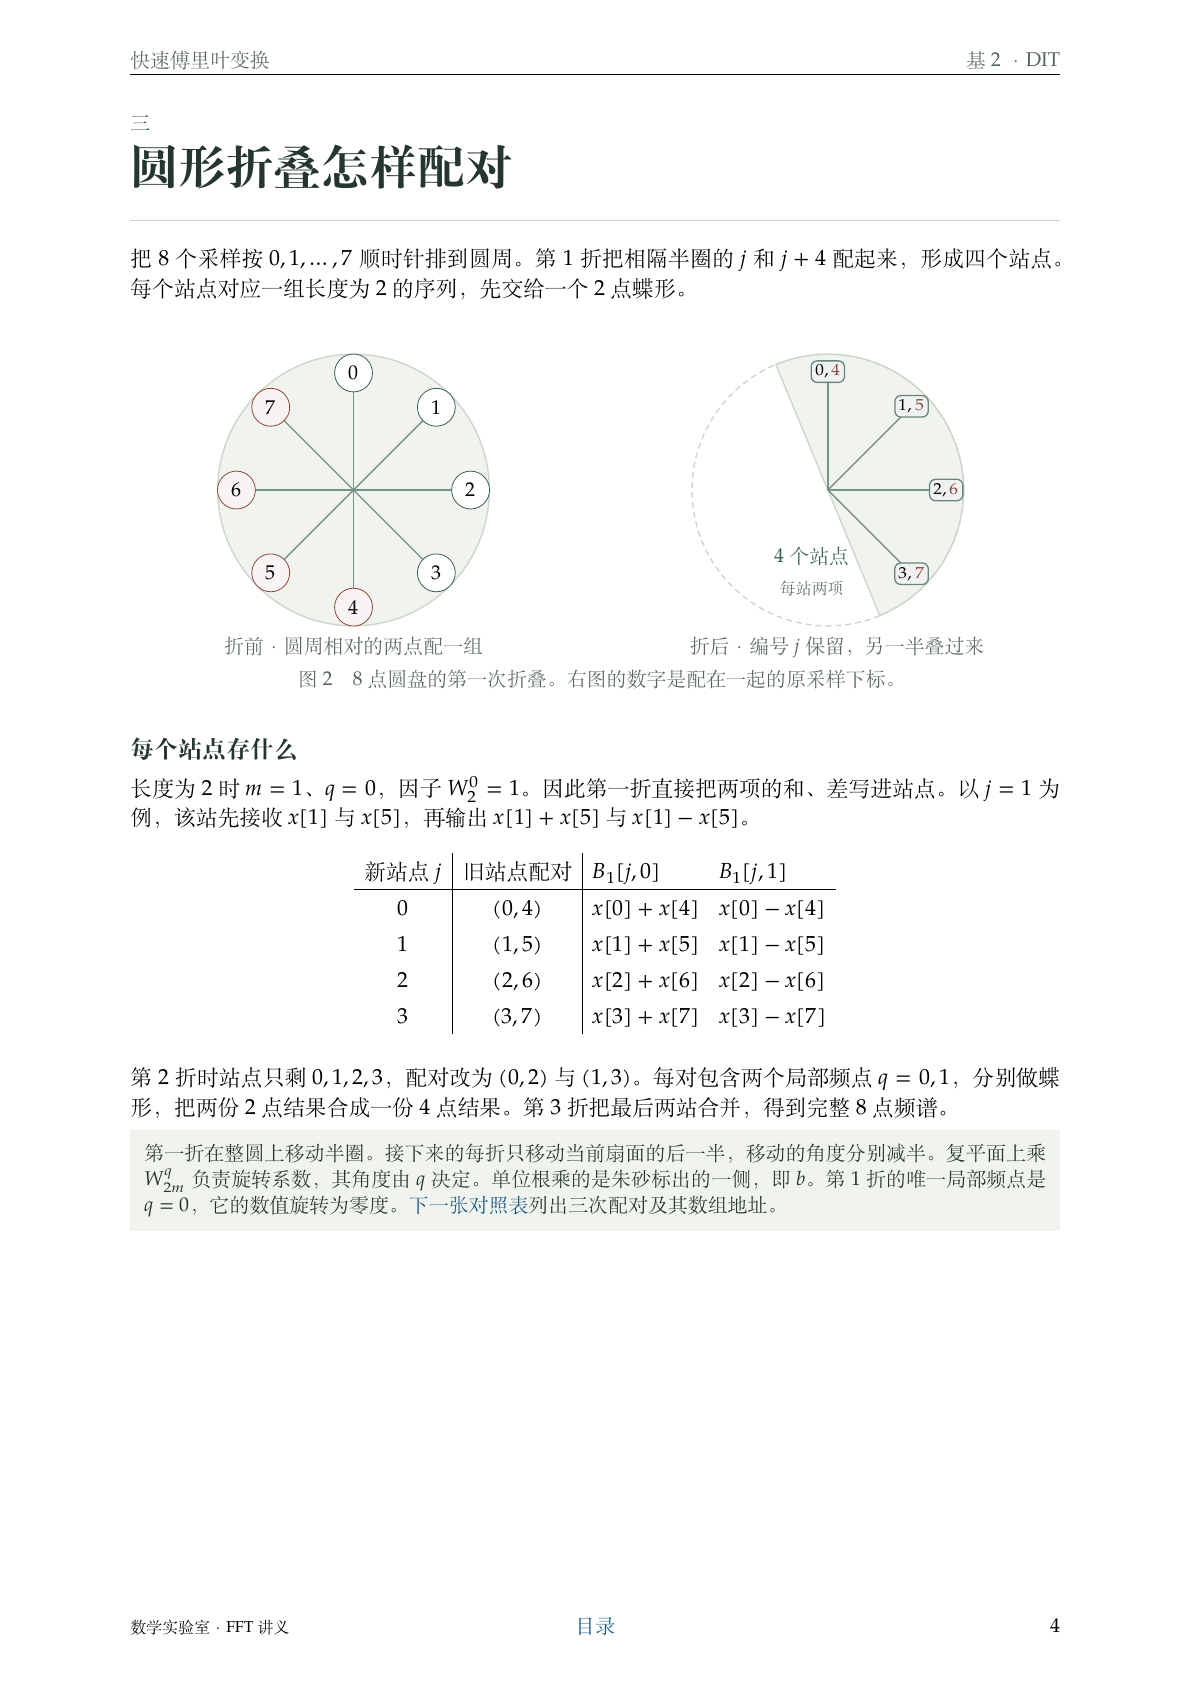 快速傅里叶变换 基 2 · DIT
三
圆形折叠怎样配对
把 8 个采样按 0, 1, … , 7 顺时针排到圆周。第 1 折把相隔半圈的 j 和 j + 4 配起来，形成四个站点。
每个站点对应一组长度为 2 的序列，先交给一个 2 点蝶形。
0
1
2
3
4
5
6
7
0, 4
1, 5
2, 6
3, 7
4 个站点
每站两项
折前 · 圆周相对的两点配一组
折后 · 编号 j 保留，另一半叠过来
图 2 8 点圆盘的第一次折叠。右图的数字是配在一起的原采样下标。
每个站点存什么
长度为 2 时 m = 1、q = 0，因子 W₂⁰ = 1。因此第一折直接把两项的和、差写进站点。以 j = 1 为
例，该站先接收 x[1] 与 x[5]，再输出 x[1] + x[5] 与 x[1] − x[5]。
新站点 j 旧站点配对 B₁[j, 0] B₁[j, 1]
0 (0, 4) x[0] + x[4] x[0] − x[4]
1 (1, 5) x[1] + x[5] x[1] − x[5]
2 (2, 6) x[2] + x[6] x[2] − x[6]
3 (3, 7) x[3] + x[7] x[3] − x[7]
第 2 折时站点只剩 0, 1, 2, 3，配对改为 (0, 2) 与 (1, 3)。每对包含两个局部频点 q = 0, 1，分别做蝶
形，把两份 2 点结果合成一份 4 点结果。第 3 折把最后两站合并，得到完整 8 点频谱。
第一折在整圆上移动半圈。接下来的每折只移动当前扇面的后一半，移动的角度分别减半。复平面上乘
W_{2m}^q 负责旋转系数，其角度由 q 决定。单位根乘的是朱砂标出的一侧，即 b。第 1 折的唯一局部频点是
q = 0，它的数值旋转为零度。下一张对照表列出三次配对及其数组地址。
数学实验室 · FFT 讲义 目录 4